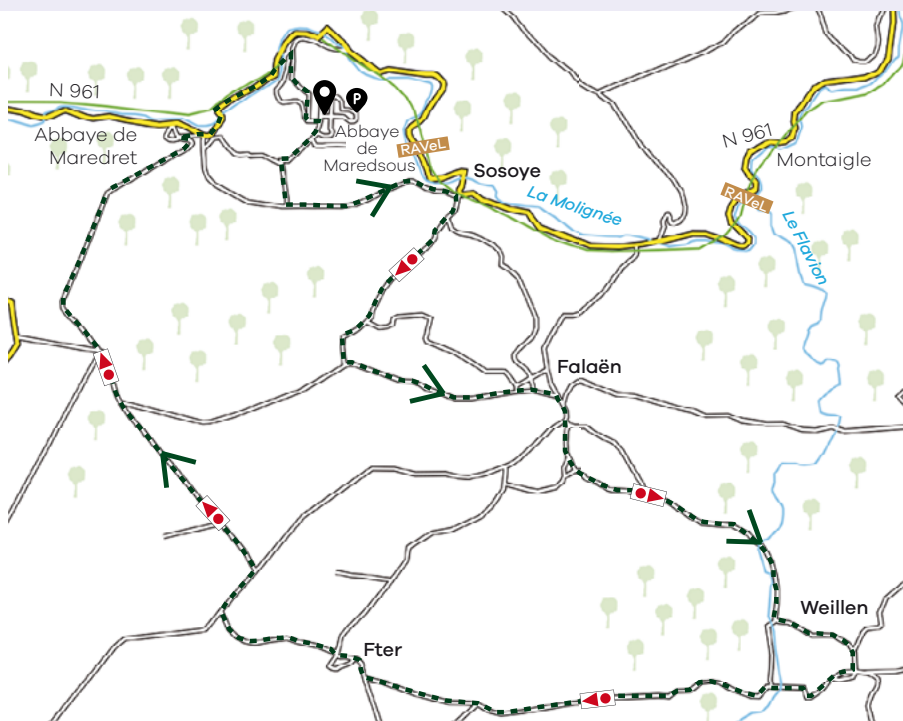 N 961
P
Abbaye de
Maredret
Abbaye
de
Maredsous
RAVeL
Sosoye
La Molignée
N 961
Montaigle
RAVeL
Le Flavion
Falaën
Weillen
Fter